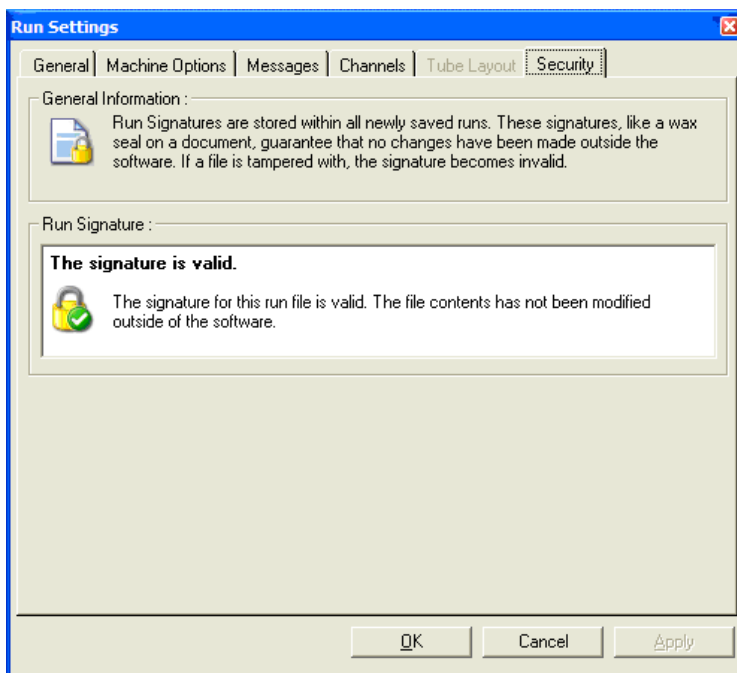 Run Settings
General Machine Options Messages Channels Tube Layout Security
General Information :
Run Signatures are stored within all newly saved runs. These signatures, like a wax
seal on a document, guarantee that no changes have been made outside the
software. If a file is tampered with, the signature becomes invalid.
Run Signature :
The signature is valid.
The signature for this run file is valid. The file contents has not been modified
outside of the software.
OK Cancel Apply